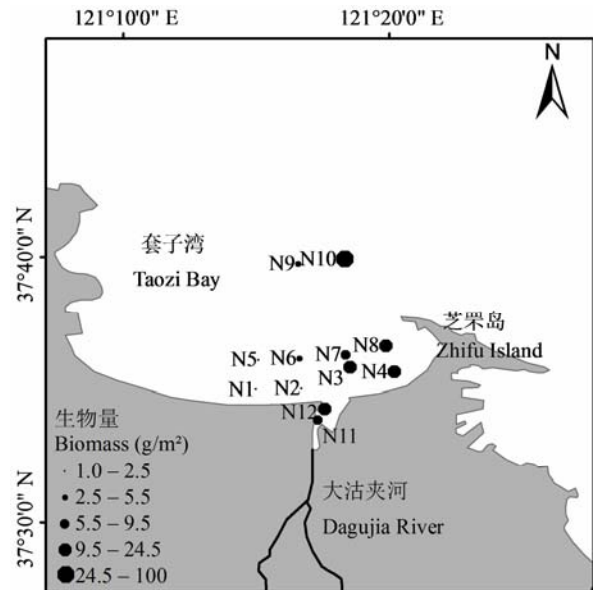 121°10'0" E 121°20'0" E
N
37°40'0" N
套子湾
Taozi Bay
N9 N10
芝罘岛
Zhifu Island
N5 N6 N7 N8
N1 N2 N3 N4
N12
N11
生物量
Biomass (g/m²)
1.0 – 2.5
2.5 – 5.5
5.5 – 9.5
9.5 – 24.5
24.5 – 100
大沽夹河
Dagujia River
37°30'0" N